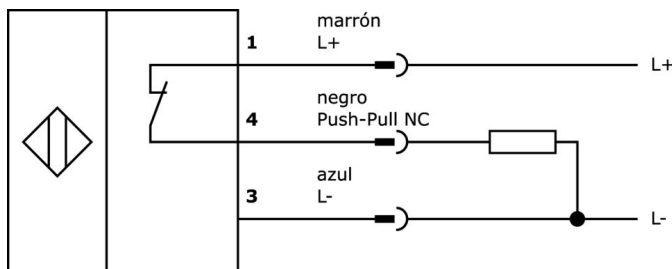 marrón
1 L+ L+
negro
4 Push-Pull NC
azul
3 L- L-